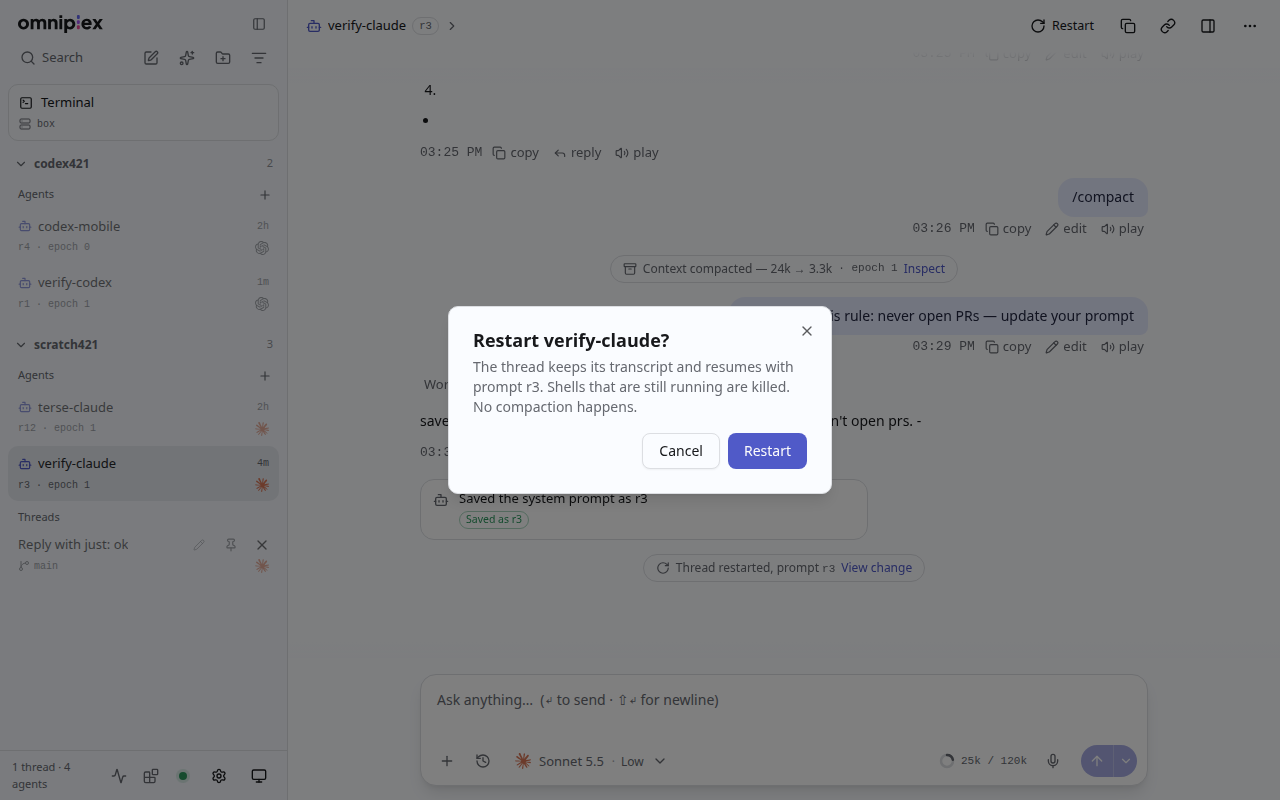 omniplex
Search
Terminal
box
codex421 2
Agents
codex-mobile 2h
r4 · epoch 0
verify-codex 1m
r1 · epoch 1
scratch421 3
Agents
terse-claude 2h
r12 · epoch 1
verify-claude 4m
r3 · epoch 1
Threads
Reply with just: ok
main
1 thread · 4
agents
verify-claude r3
Restart
copy edit play
4.
•
03:25 PM copy reply play
/compact
03:26 PM copy edit play
Context compacted — 24k → 3.3k · epoch 1 Inspect
is rule: never open PRs — update your prompt
03:29 PM copy edit play
Wor
save
n't open prs. -
03:3
Saved the system prompt as r3
Saved as r3
Thread restarted, prompt r3 View change
Restart verify-claude?
The thread keeps its transcript and resumes with
prompt r3. Shells that are still running are killed.
No compaction happens.
Cancel Restart
Ask anything... (↵ to send · ⇧↵ for newline)
Sonnet 5.5 · Low
25k / 120k